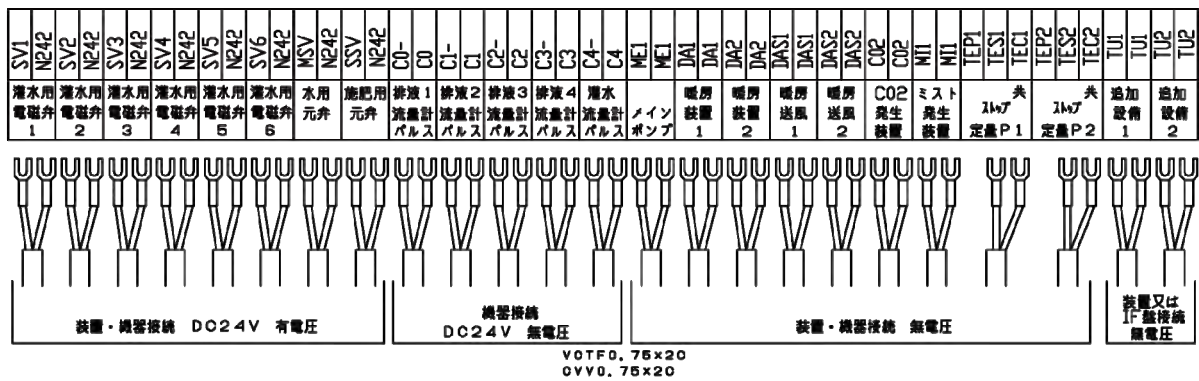 SV1 N242 SV2 N242 SV3 N242 SV4 N242 SV5 N242 SV6 N242 MSV N242 SSV N242 C0- C0 C1- C1 C2- C2 C3- C3 C4- C4 ME1 ME1 DA1 DA1 DA2 DA2 DAS1 DAS1 DAS2 DAS2 CO2 CO2 MI1 MI1 TEP1 TES1 TEC1 TEP2 TES2 TEC2 TU1 TU1 TU2 TU2
灌水用 灌水用 灌水用 灌水用 灌水用 灌水用 水用 施肥用 排液1 排液2 排液3 排液4 灌水 暖房 暖房 暖房 暖房 CO2 ミスト 共 共 追加 追加
電磁弁 電磁弁 電磁弁 電磁弁 電磁弁 電磁弁 元弁 元弁 流量計 流量計 流量計 流量計 流量計 メイン 装置 装置 送風 送風 発生 発生 ストップ ストップ 設備 設備
1 2 3 4 5 6 パルス パルス パルス パルス パルス ポンプ 1 2 1 2 装置 装置 定量P1 定量P2 1 2
装置・機器接続 DC24V 有電圧
機器接続
DC24V 無電圧
装置・機器接続 無電圧
装置又は
IF盤接続
無電圧
VCTF0.75×20
CVV0.75×20